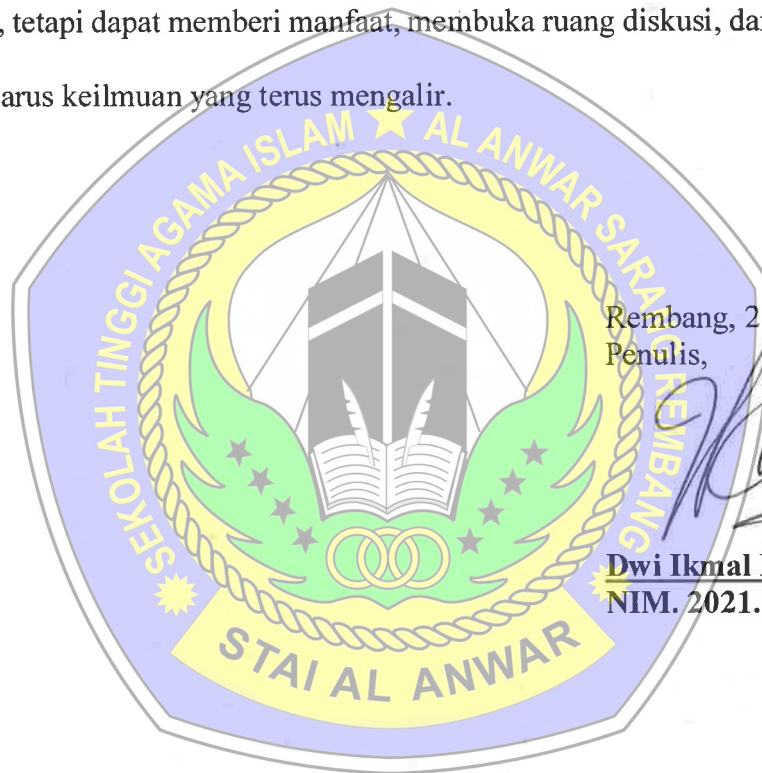 , tetapi dapat memberi manfaat, membuka ruang diskusi, da
arus keilmuan yang terus mengalir.
SEKOLAH TINGGI AGAMA ISLAM ★ AL ANWAR SARANG REMBANG
Rembang, 2
Penulis,
Dwi Ikmal
NIM. 2021.
STAI AL ANWAR